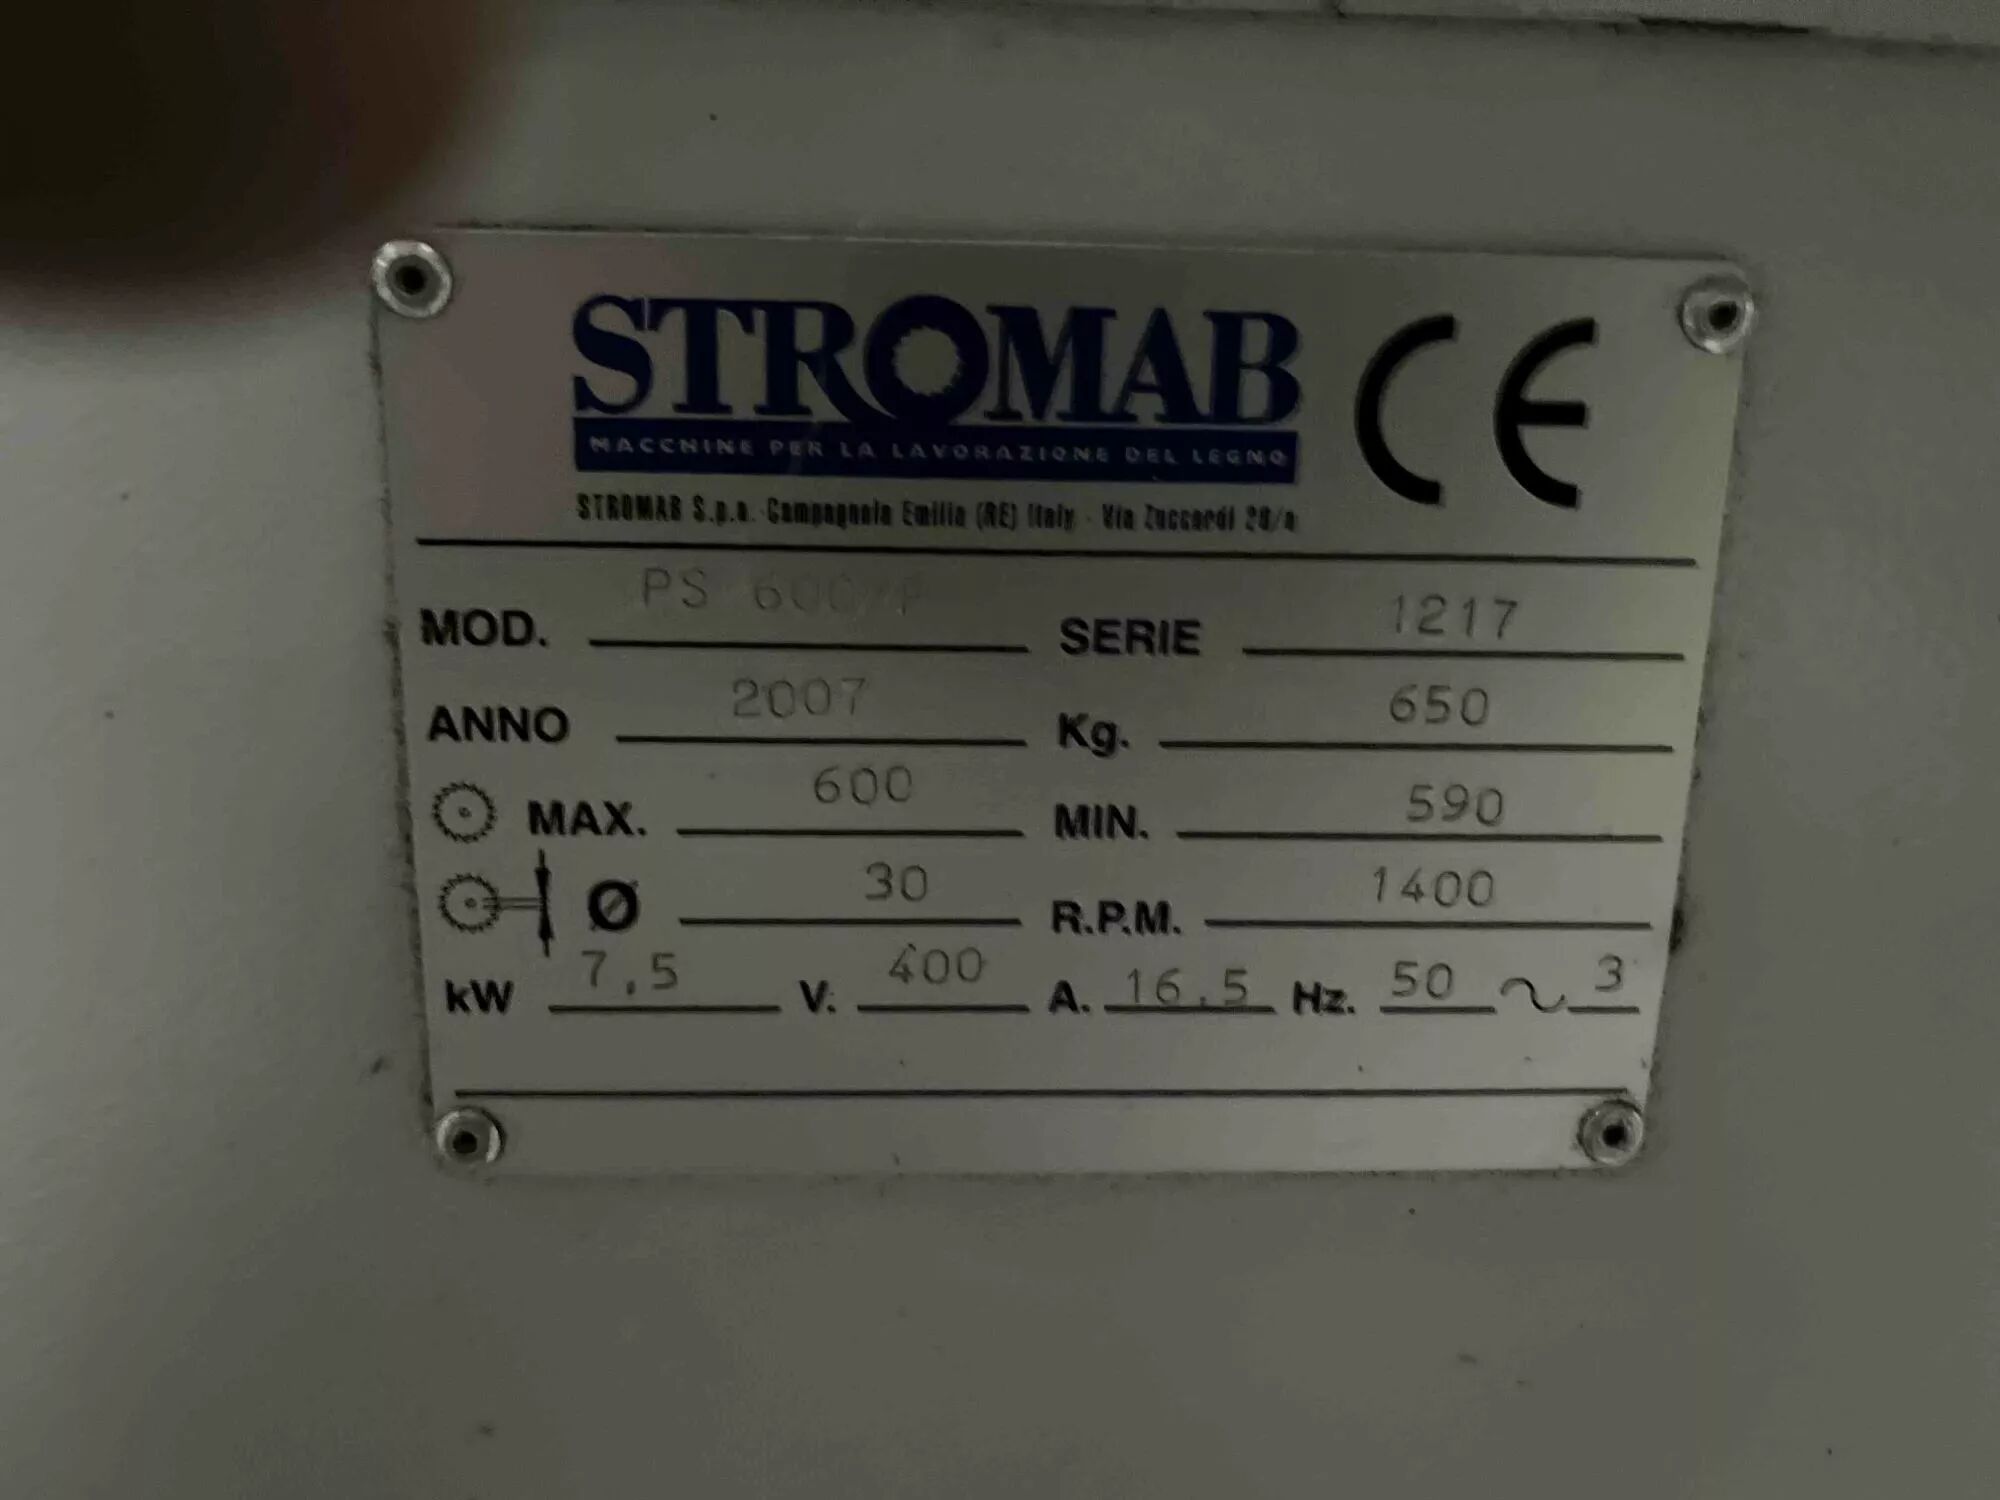 STROMAB
MACCHINE PER LA LAVORAZIONE DEL LEGNO
STROMAB S.p.a. - Campagnola Emilia (RE) Italy - Via Zuccardi 28/a
CE
MOD. PS 600/F SERIE 1217
ANNO 2007 Kg. 650
MAX. 600 MIN. 590
Ø 30 R.P.M. 1400
kW 7,5 V. 400 A. 16,5 Hz. 50 ~ 3